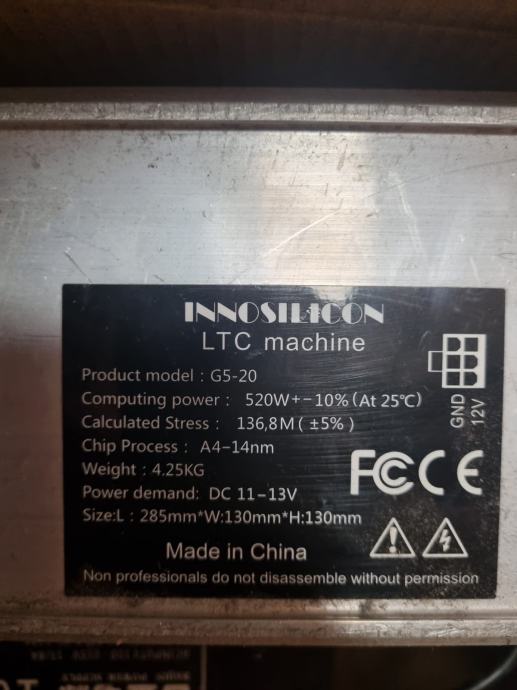 INNOSILICON
LTC machine
Product model : G5-20
Computing power : 520W+-10%(At 25℃)
Calculated Stress : 136,8M ( ±5% )
Chip Process : A4-14nm
Weight : 4.25KG
Power demand: DC 11-13V
Size:L : 285mm*W:130mm*H:130mm
GND
12V
FC CE
Made in China
Non professionals do not disassemble without permission